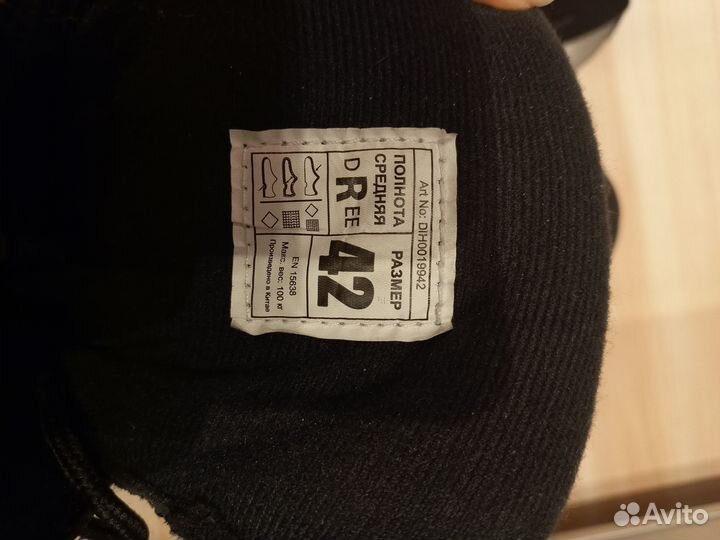 Art No: DIH0019942
ПОЛНОТА
СРЕДНЯЯ
D R EE
РАЗМЕР
42
EN 15638
Макс. вес: 100 кг
Произведено в Китае
Avito